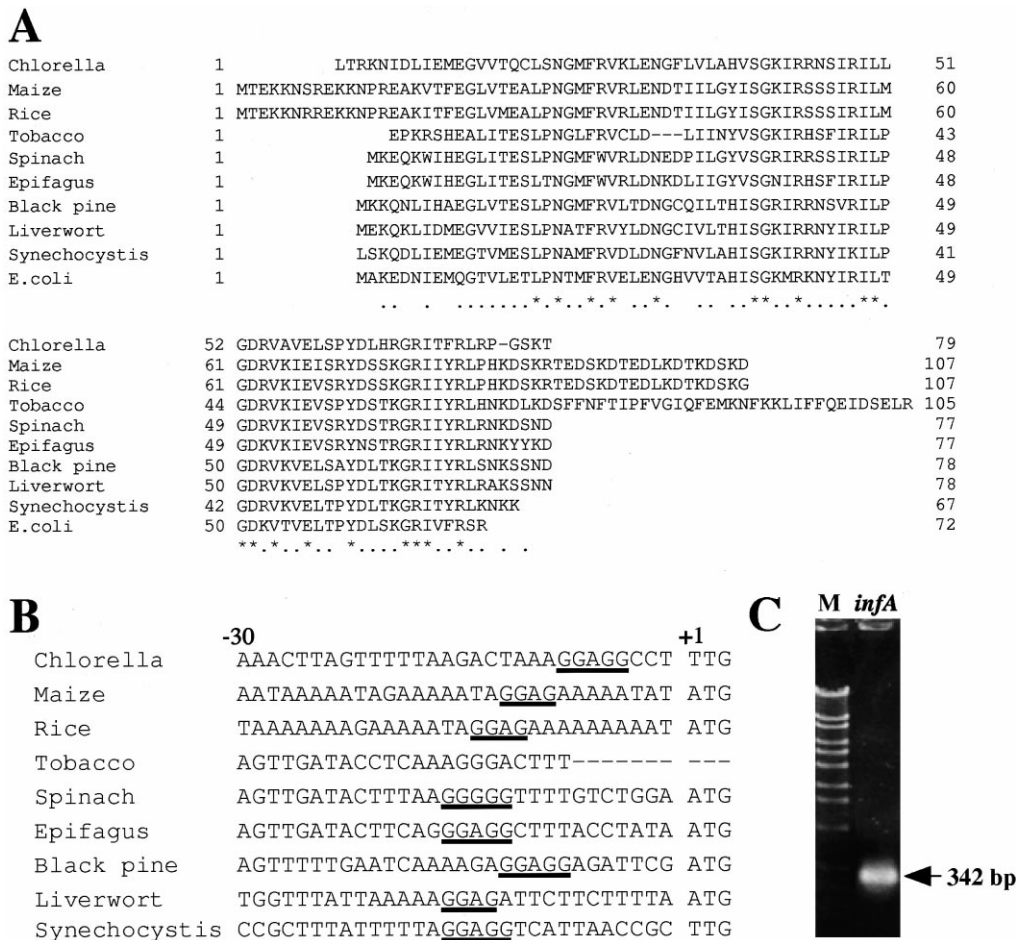 A
Chlorella 1 LTRKNIDLIEMEGVVTQCLSNGMFRVKLENGFLVLAHVSGKIRRNSIRILL 51
Maize 1 MTEKKNSREKKNPREAKVTFEGLVTEALPNGMFRVRLENDTIILGYISGKIRSSSIRILM 60
Rice 1 MTEKKNRREKKNPREAKITFEGLVMEALPNGMFRVRLENDTIILGYISGKIRSSSIRILM 60
Tobacco 1 EPKRSHEALITESLPNGLFRVCLD---LIINYVSGKIRHSFIRILP 43
Spinach 1 MKEQKWIHEGLITESLPNGMFWVRLDNEDPILGYVSGRIRRSSIRILP 48
Epifagus 1 MKEQKWIHEGLITESLTNGMFWVRLDNKDLIIGYVSGNIRHSFIRILP 48
Black pine 1 MKKQNLIHAEGLVTESLPNGMFRVLTDNGCQILTHISGRIRRNSVRILP 49
Liverwort 1 MEKQKLIDMEGVVIESLPNATFRVYLDNGCIVLTHISGRIRRNYIRILP 49
Synechocystis 1 LSKQDLIEMEGTVMESLPNAMFRVDLDNGFNVLAHISGKIRRNYIKILP 41
E.coli 1 MAKEDNIEMQGTVLETLPNTMFRVELENGHVVTAHISGKMRKNYIRILT 49
.. . .......*.*..*.*...*.. ... ...**..*.....**.
Chlorella 52 GDRVAVELSPYDLHRGRITFRLRP-GSKT 79
Maize 61 GDRVKIEISRYDSSKGRIIYRLPHKDSKRTEDSKDTEDLKDTKDSKD 107
Rice 61 GDRVKIEVSRYDSSKGRIIYRLPHKDSKRTEDSKDTEDLKDTKDSKG 107
Tobacco 44 GDRVKIEVSPYDSTKGRIIYRLHNKDLKDSFFNFTIPFVGIQFEMKNFKKLIFFQEIDSELR 105
Spinach 49 GDRVKIEVSRYDSTRGRIIYRLRNKDSND 77
Epifagus 49 GDKVKIEVSRYNSTRGRIIYRLRNKYYKD 77
Black pine 50 GDRVKVELSAYDLTKGRIIYRLSNKSSND 78
Liverwort 50 GDRVKVELSPYDLTKGRIIYRLRAKSSNN 78
Synechocystis 42 GDRVKVELTPYDLTKGRITYRLKNKK 67
E.coli 50 GDKVTVELTPYDLSKGRIVFRSR 72
**.*..*.. *....***...*.. . .
B
-30 +1
Chlorella AAACTTAGTTTTTAAGACTAAAGGAGGCCT TTG
Maize AATAAAAATAGAAAAATAGGAGAAAAATAT ATG
Rice TAAAAAAAGAAAAATAGGAGAAAAAAAAAT ATG
Tobacco AGTTGATACCTCAAAGGGACTTT------- ---
Spinach AGTTGATACTTTAAGGGGGTTTTGTCTGGA ATG
Epifagus AGTTGATACTTCAGGGAGGCTTTACCTATA ATG
Black pine AGTTTTTGAATCAAAAGAGGAGGAGATTCG ATG
Liverwort TGGTTTATTAAAAAGGAGATTCTTCTTTTA ATG
Synechocystis CCGCTTTATTTTTAGGAGGTCATTAACCGC TTG
C
M infA
342 bp